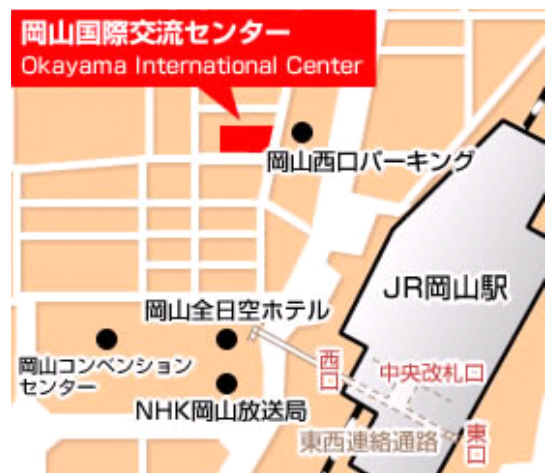 岡山国際交流センター
Okayama International Center
岡山西口パーキング
JR岡山駅
岡山全日空ホテル
岡山コンベンション
センター
西口
中央改札口
NHK岡山放送局
東西連絡通路
東口